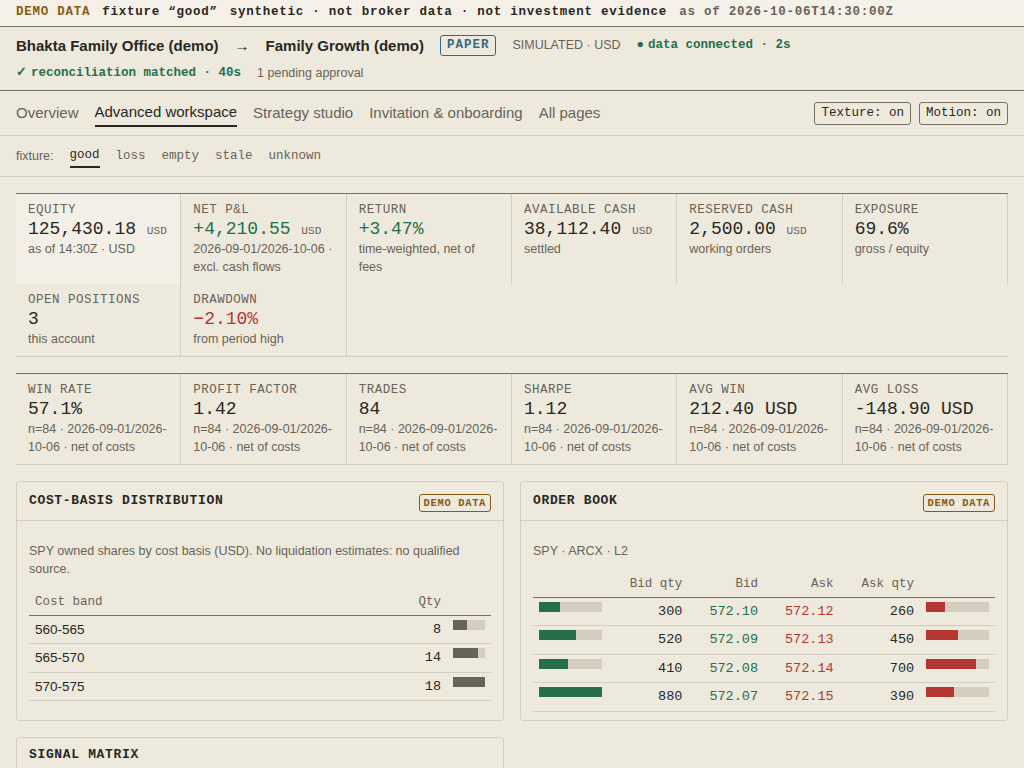 DEMO DATA fixture “good” synthetic · not broker data · not investment evidence as of 2026-10-06T14:30:00Z
Bhakta Family Office (demo) → Family Growth (demo) PAPER SIMULATED · USD ● data connected · 2s
✓ reconciliation matched · 40s 1 pending approval
Overview Advanced workspace Strategy studio Invitation & onboarding All pages Texture: on Motion: on
fixture: good loss empty stale unknown
EQUITY NET P&L RETURN AVAILABLE CASH RESERVED CASH EXPOSURE
125,430.18 USD +4,210.55 USD +3.47% 38,112.40 USD 2,500.00 USD 69.6%
as of 14:30Z · USD 2026-09-01/2026-10-06 · time-weighted, net of settled working orders gross / equity
excl. cash flows fees
OPEN POSITIONS DRAWDOWN
3 −2.10%
this account from period high
WIN RATE PROFIT FACTOR TRADES SHARPE AVG WIN AVG LOSS
57.1% 1.42 84 1.12 212.40 USD -148.90 USD
n=84 · 2026-09-01/2026- n=84 · 2026-09-01/2026- n=84 · 2026-09-01/2026- n=84 · 2026-09-01/2026- n=84 · 2026-09-01/2026- n=84 · 2026-09-01/2026-
10-06 · net of costs 10-06 · net of costs 10-06 · net of costs 10-06 · net of costs 10-06 · net of costs 10-06 · net of costs
COST-BASIS DISTRIBUTION DEMO DATA
SPY owned shares by cost basis (USD). No liquidation estimates: no qualified
source.
Cost band Qty
560-565 8
565-570 14
570-575 18
ORDER BOOK DEMO DATA
SPY · ARCX · L2
Bid qty Bid Ask Ask qty
300 572.10 572.12 260
520 572.09 572.13 450
410 572.08 572.14 700
880 572.07 572.15 390
SIGNAL MATRIX